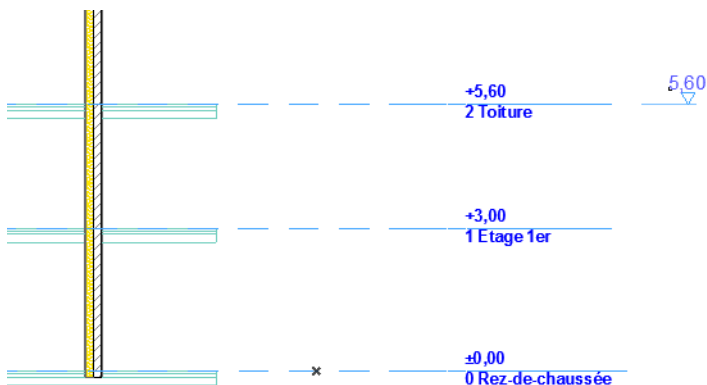 +5,60
5,60
2 Toiture
+3,00
1 Etage 1er
±0,00
0 Rez-de-chaussée